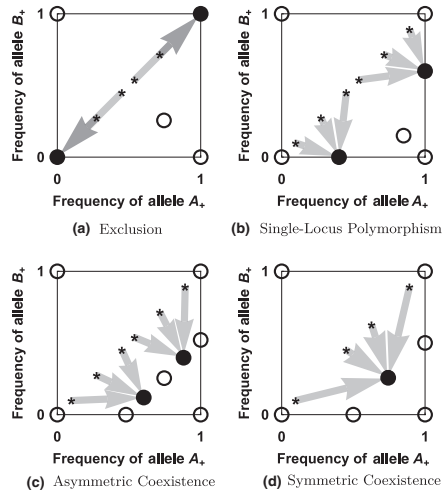 1
Frequency of allele B+
0
0 1
Frequency of allele A+
(a) Exclusion
1
Frequency of allele B+
0
0 1
Frequency of allele A+
(b) Single-Locus Polymorphism
1
Frequency of allele B+
0
0 1
Frequency of allele A+
(c) Asymmetric Coexistence
1
Frequency of allele B+
0
0 1
Frequency of allele A+
(d) Symmetric Coexistence